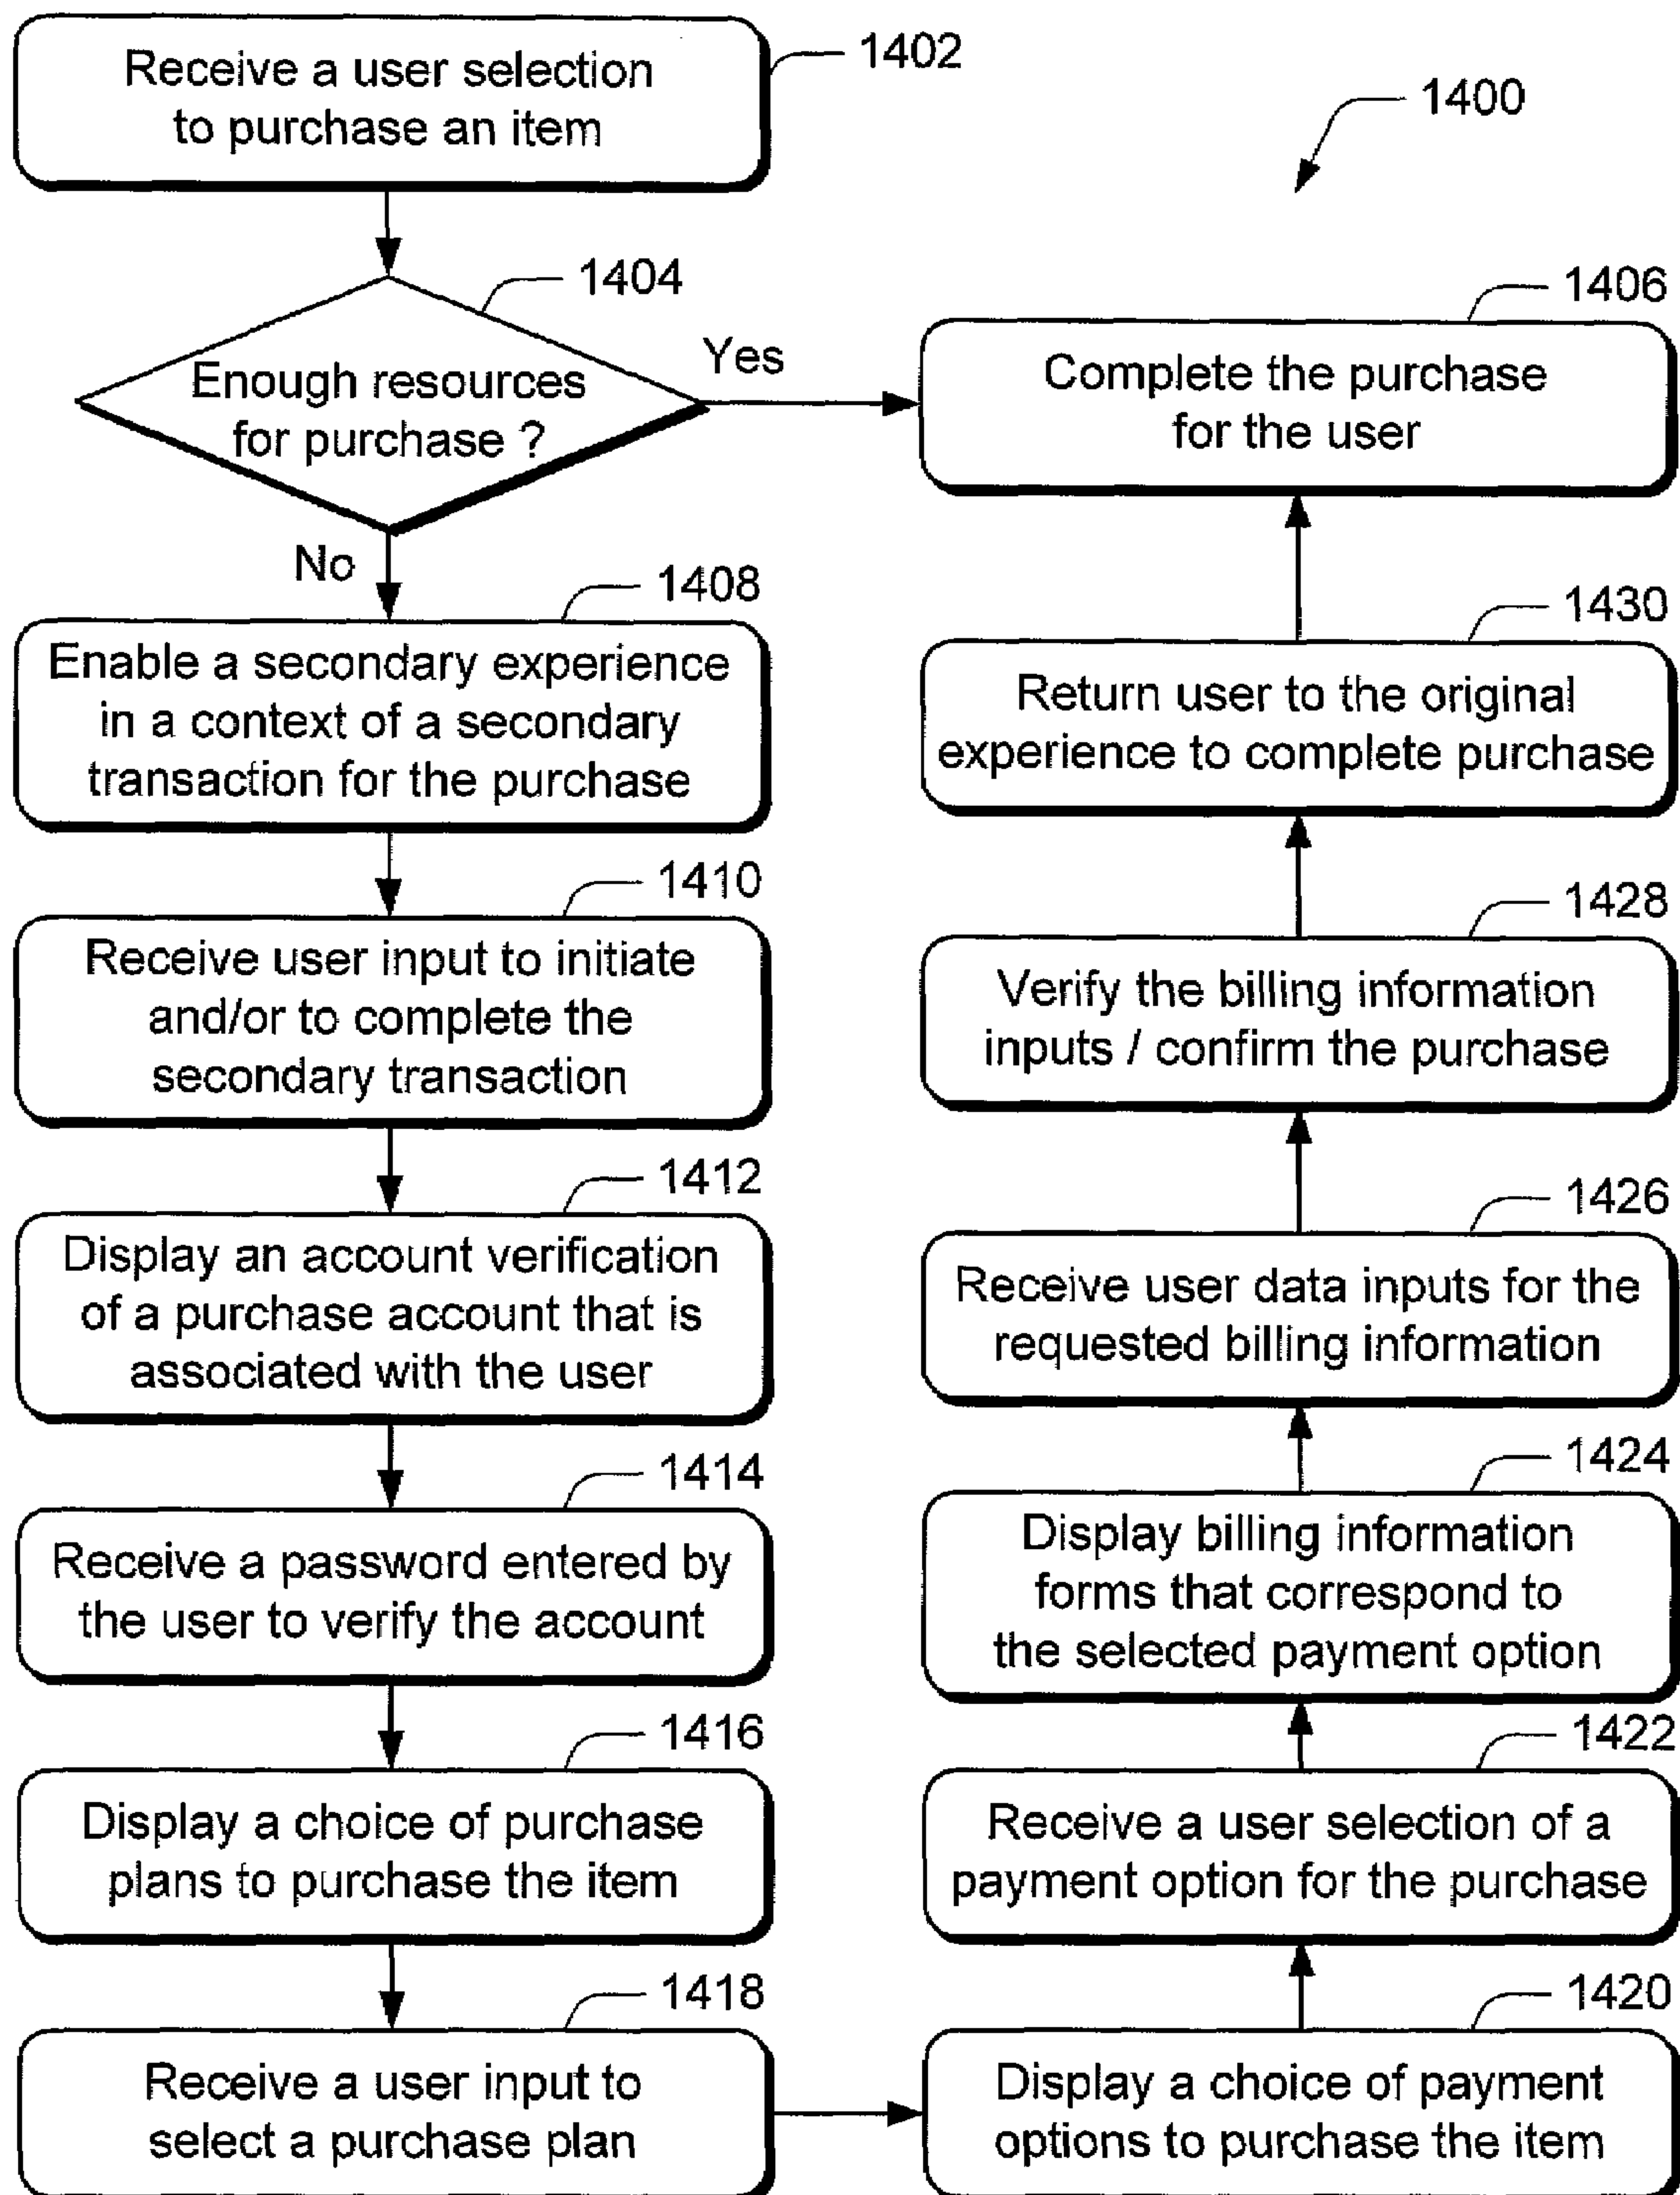 Receive a user selection
to purchase an item
1402
1400
1404
Enough resources
for purchase ?
Yes
No
1406
Complete the purchase
for the user
1408
Enable a secondary experience
in a context of a secondary
transaction for the purchase
1410
Receive user input to initiate
and/or to complete the
secondary transaction
1412
Display an account verification
of a purchase account that is
associated with the user
1414
Receive a password entered by
the user to verify the account
1416
Display a choice of purchase
plans to purchase the item
1418
Receive a user input to
select a purchase plan
1420
Display a choice of payment
options to purchase the item
1422
Receive a user selection of a
payment option for the purchase
1424
Display billing information
forms that correspond to
the selected payment option
1426
Receive user data inputs for the
requested billing information
1428
Verify the billing information
inputs / confirm the purchase
1430
Return user to the original
experience to complete purchase